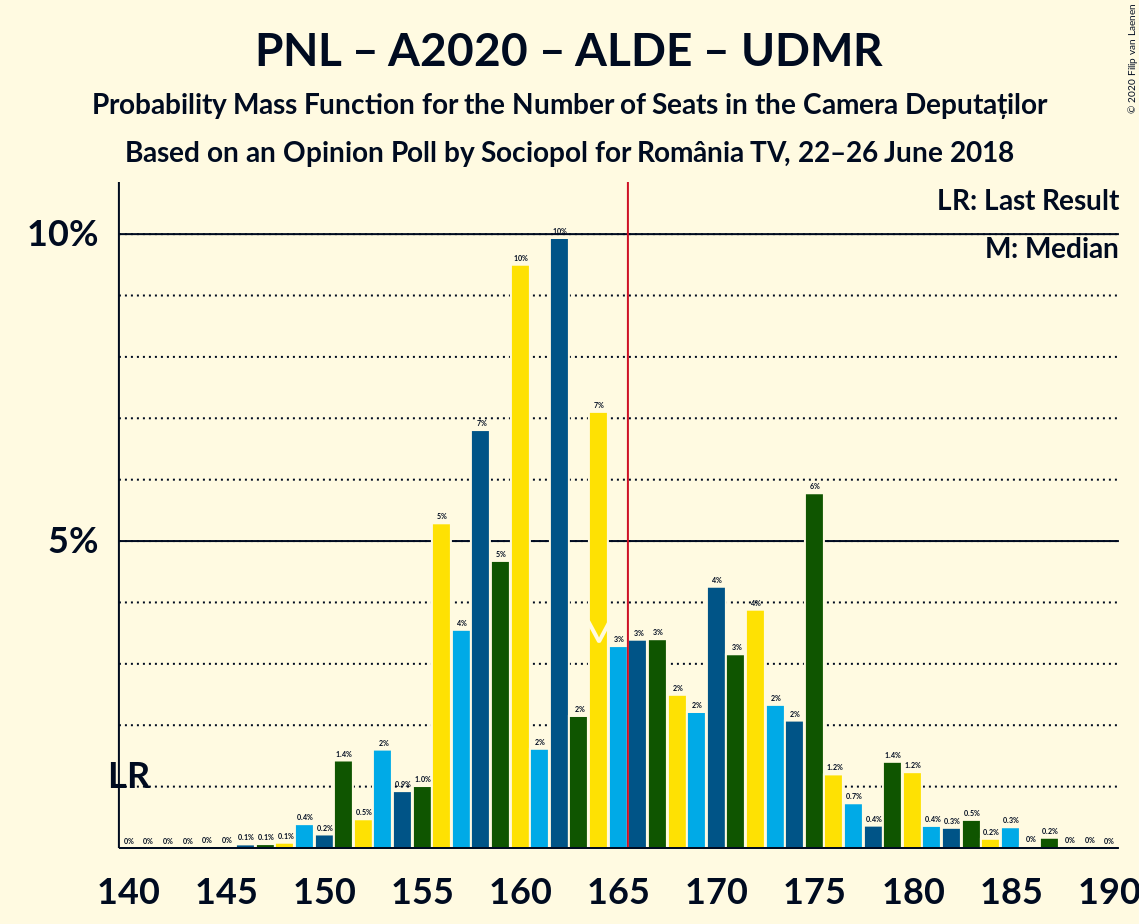 © 2020 Filip van Laenen
PNL – A2020 – ALDE – UDMR
Probability Mass Function for the Number of Seats in the Camera Deputaților
Based on an Opinion Poll by Sociopol for România TV, 22–26 June 2018
LR: Last Result
M: Median
10%
5%
LR
M
0% 0% 0% 0% 0% 0% 0.1% 0.1% 0.1% 0.4% 0.2% 1.4% 0.5% 2% 0.9% 1.0% 5% 4% 7% 5% 10% 2% 10% 2% 7% 3% 3% 3% 2% 2% 4% 3% 4% 2% 2% 6% 1.2% 0.7% 0.4% 1.4% 1.2% 0.4% 0.3% 0.5% 0.2% 0.3% 0% 0.2% 0% 0% 0%
140 145 150 155 160 165 170 175 180 185 190